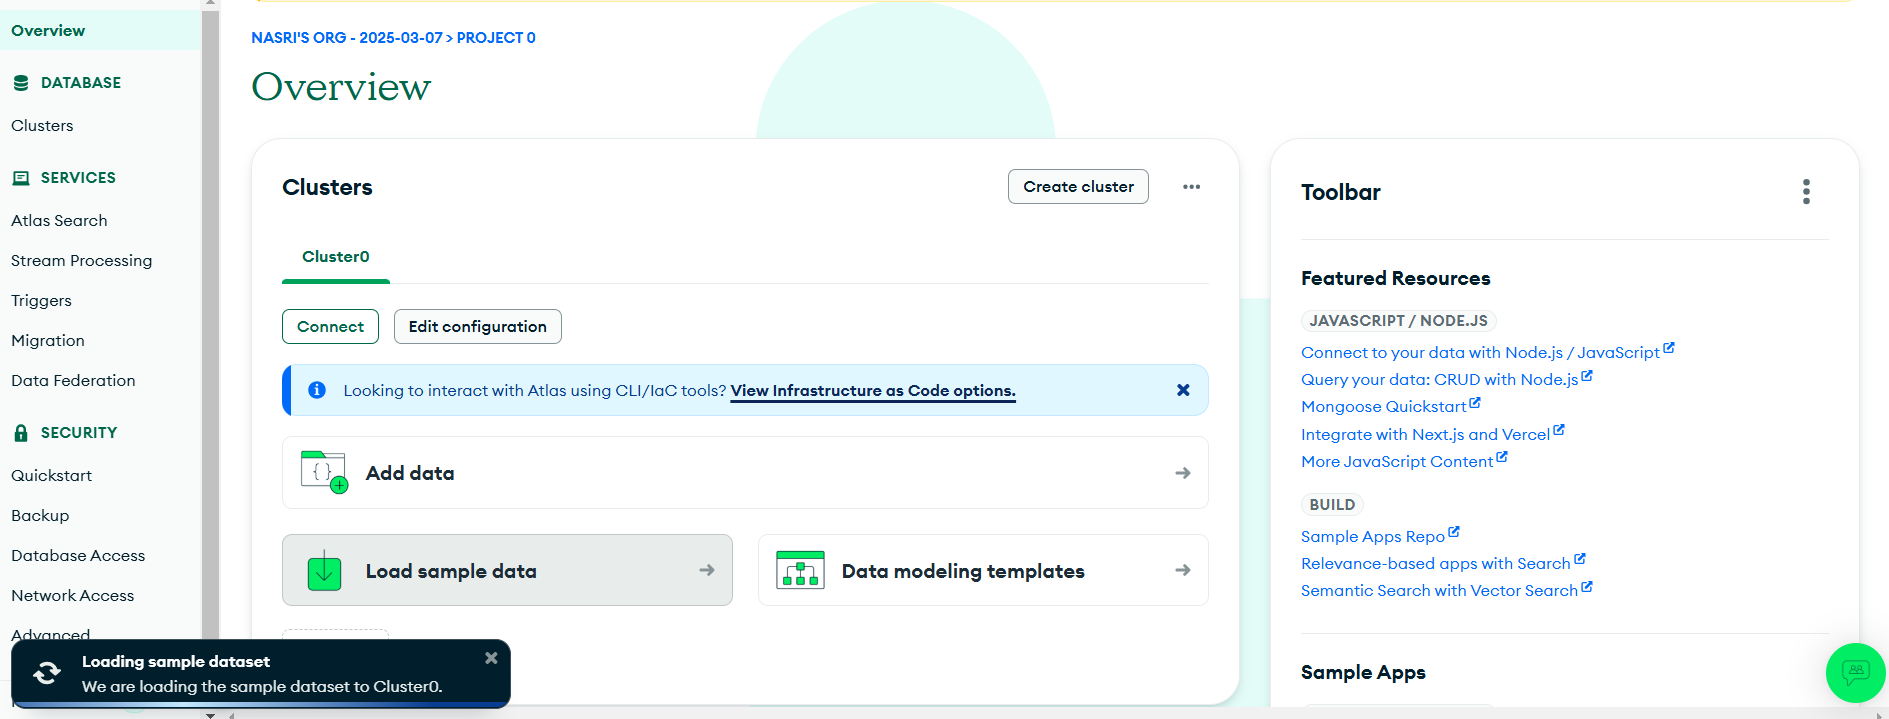 Overview
DATABASE
Clusters
SERVICES
Atlas Search
Stream Processing
Triggers
Migration
Data Federation
SECURITY
Quickstart
Backup
Database Access
Network Access
Advanced
Loading sample dataset
We are loading the sample dataset to Cluster0.
NASRI'S ORG - 2025-03-07 > PROJECT 0
Overview
Clusters
Create cluster
Cluster0
Connect
Edit configuration
Looking to interact with Atlas using CLI/IaC tools? View Infrastructure as Code options.
Add data
Load sample data
Data modeling templates
Toolbar
Featured Resources
JAVASCRIPT / NODE.JS
Connect to your data with Node.js / JavaScript
Query your data: CRUD with Node.js
Mongoose Quickstart
Integrate with Next.js and Vercel
More JavaScript Content
BUILD
Sample Apps Repo
Relevance-based apps with Search
Semantic Search with Vector Search
Sample Apps